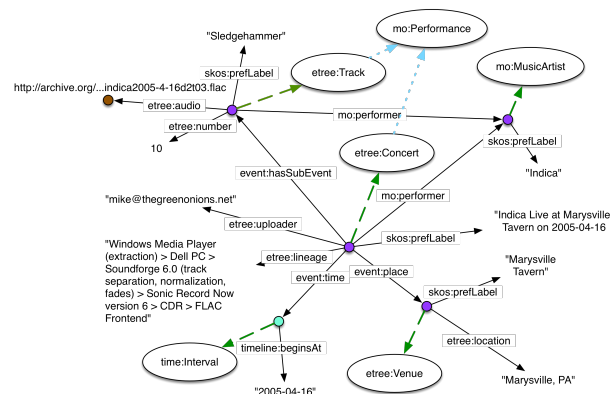 "Sledgehammer"
mo:Performance
skos:prefLabel
etree:Track
mo:MusicArtist
http://archive.org/...indica2005-4-16d2t03.flac
etree:audio
etree:number
mo:performer
10
etree:Concert
skos:prefLabel
event:hasSubEvent
"Indica"
"mike@thegreenonions.net"
mo:performer
etree:uploader
"Indica Live at Marysville
Tavern on 2005-04-16
skos:prefLabel
"Windows Media Player
(extraction) > Dell PC >
Soundforge 6.0 (track
separation, normalization,
fades) > Sonic Record Now
version 6 > CDR > FLAC
Frontend"
etree:lineage
event:time
event:place
"Marysville
Tavern"
skos:prefLabel
timeline:beginsAt
etree:location
time:Interval
etree:Venue
"Marysville, PA"
"2005-04-16"